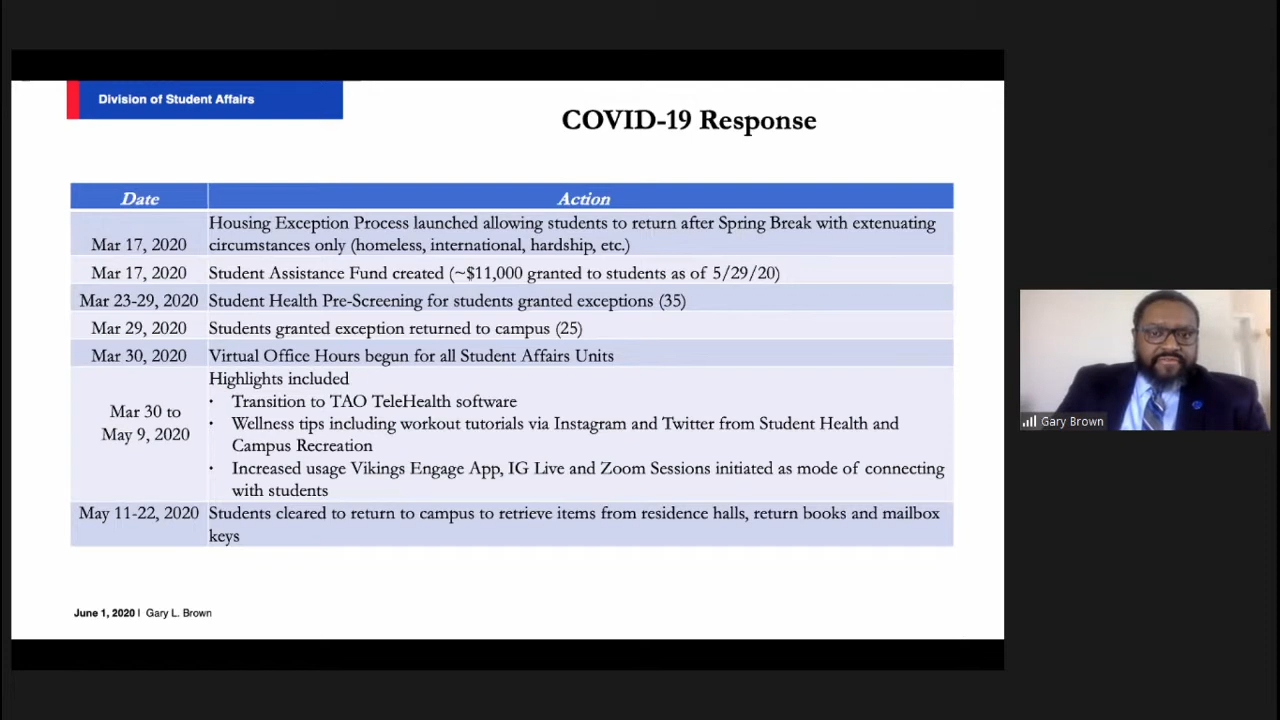 Division of Student Affairs
COVID-19 Response
Date
Action
Mar 17, 2020
Housing Exception Process launched allowing students to return after Spring Break with extenuating
circumstances only (homeless, international, hardship, etc.)
Mar 17, 2020
Student Assistance Fund created (~$11,000 granted to students as of 5/29/20)
Mar 23-29, 2020
Student Health Pre-Screening for students granted exceptions (35)
Mar 29, 2020
Students granted exception returned to campus (25)
Mar 30, 2020
Virtual Office Hours begun for all Student Affairs Units
Mar 30 to
May 9, 2020
Highlights included
• Transition to TAO TeleHealth software
• Wellness tips including workout tutorials via Instagram and Twitter from Student Health and
Campus Recreation
• Increased usage Vikings Engage App, IG Live and Zoom Sessions initiated as mode of connecting
with students
May 11-22, 2020
Students cleared to return to campus to retrieve items from residence halls, return books and mailbox
keys
June 1, 2020 | Gary L. Brown
Gary Brown